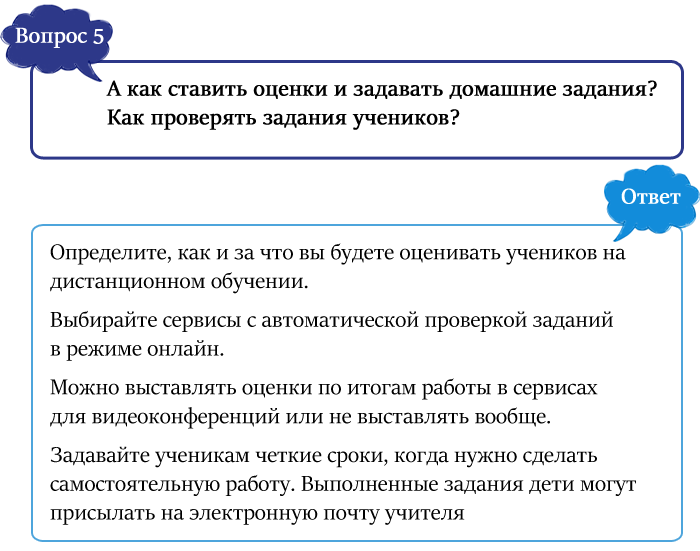 Вопрос 5
А как ставить оценки и задавать домашние задания?
Как проверять задания учеников?
Ответ
Определите, как и за что вы будете оценивать учеников на
дистанционном обучении.
Выбирайте сервисы с автоматической проверкой заданий
в режиме онлайн.
Можно выставлять оценки по итогам работы в сервисах
для видеоконференций или не выставлять вообще.
Задавайте ученикам четкие сроки, когда нужно сделать
самостоятельную работу. Выполненные задания дети могут
присылать на электронную почту учителя